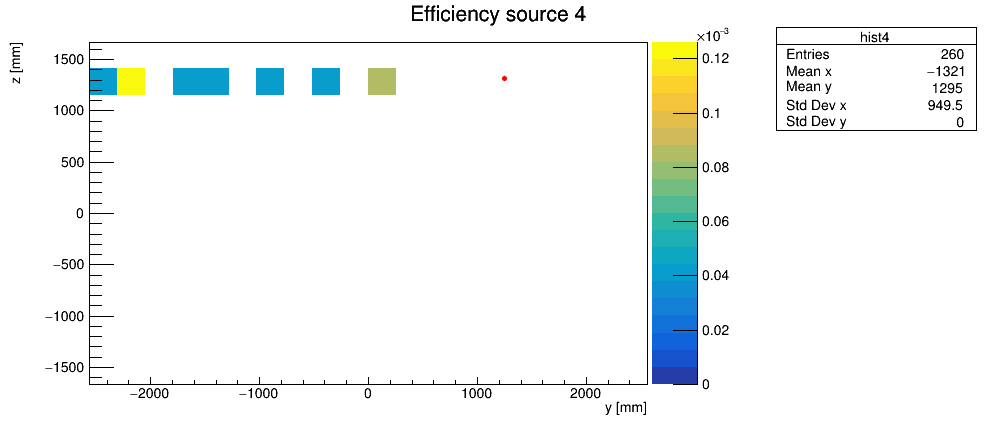 Efficiency source 4
z [mm]
1500
1000
500
0
−500
−1000
−1500
−2000 −1000 0 1000 2000
y [mm]
×10⁻³
0.12
0.1
0.08
0.06
0.04
0.02
0
hist4
Entries 260
Mean x −1321
Mean y 1295
Std Dev x 949.5
Std Dev y 0